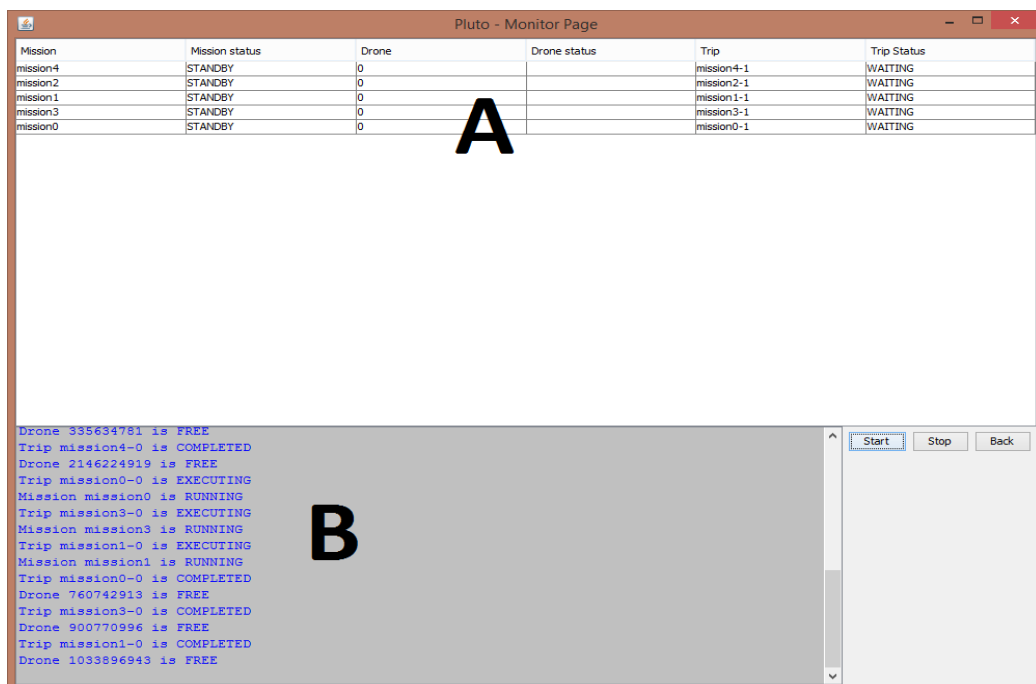 Pluto - Monitor Page
Mission Mission status Drone Drone status Trip Trip Status
mission4 STANDBY 0 mission4-1 WAITING
mission2 STANDBY 0 mission2-1 WAITING
mission1 STANDBY 0 mission1-1 WAITING
mission3 STANDBY 0 mission3-1 WAITING
mission0 STANDBY 0 mission0-1 WAITING
A
Drone 335634781 is FREE
Trip mission4-0 is COMPLETED
Drone 2146224919 is FREE
Trip mission0-0 is EXECUTING
Mission mission0 is RUNNING
Trip mission3-0 is EXECUTING
Mission mission3 is RUNNING
Trip mission1-0 is EXECUTING
Mission mission1 is RUNNING
Trip mission0-0 is COMPLETED
Drone 760742913 is FREE
Trip mission3-0 is COMPLETED
Drone 900770996 is FREE
Trip mission1-0 is COMPLETED
Drone 1033896943 is FREE
B
Start Stop Back